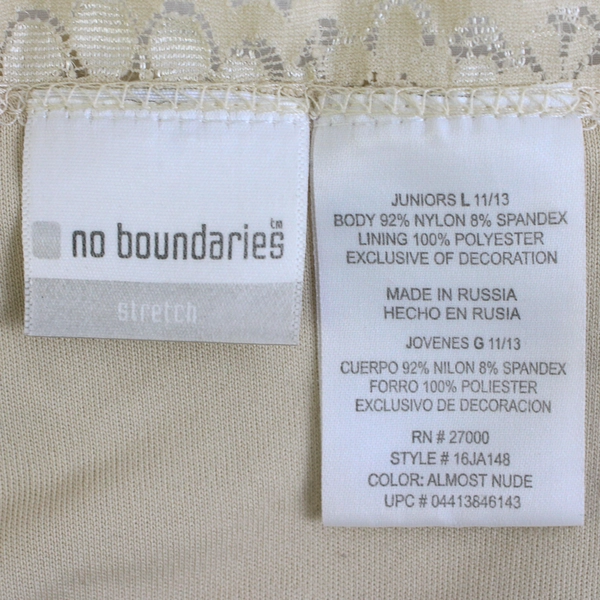 no boundaries tm
stretch
JUNIORS L 11/13
BODY 92% NYLON 8% SPANDEX
LINING 100% POLYESTER
EXCLUSIVE OF DECORATION
MADE IN RUSSIA
HECHO EN RUSIA
JOVENES G 11/13
CUERPO 92% NILON 8% SPANDEX
FORRO 100% POLIESTER
EXCLUSIVO DE DECORACION
RN # 27000
STYLE # 16JA148
COLOR: ALMOST NUDE
UPC # 04413846143